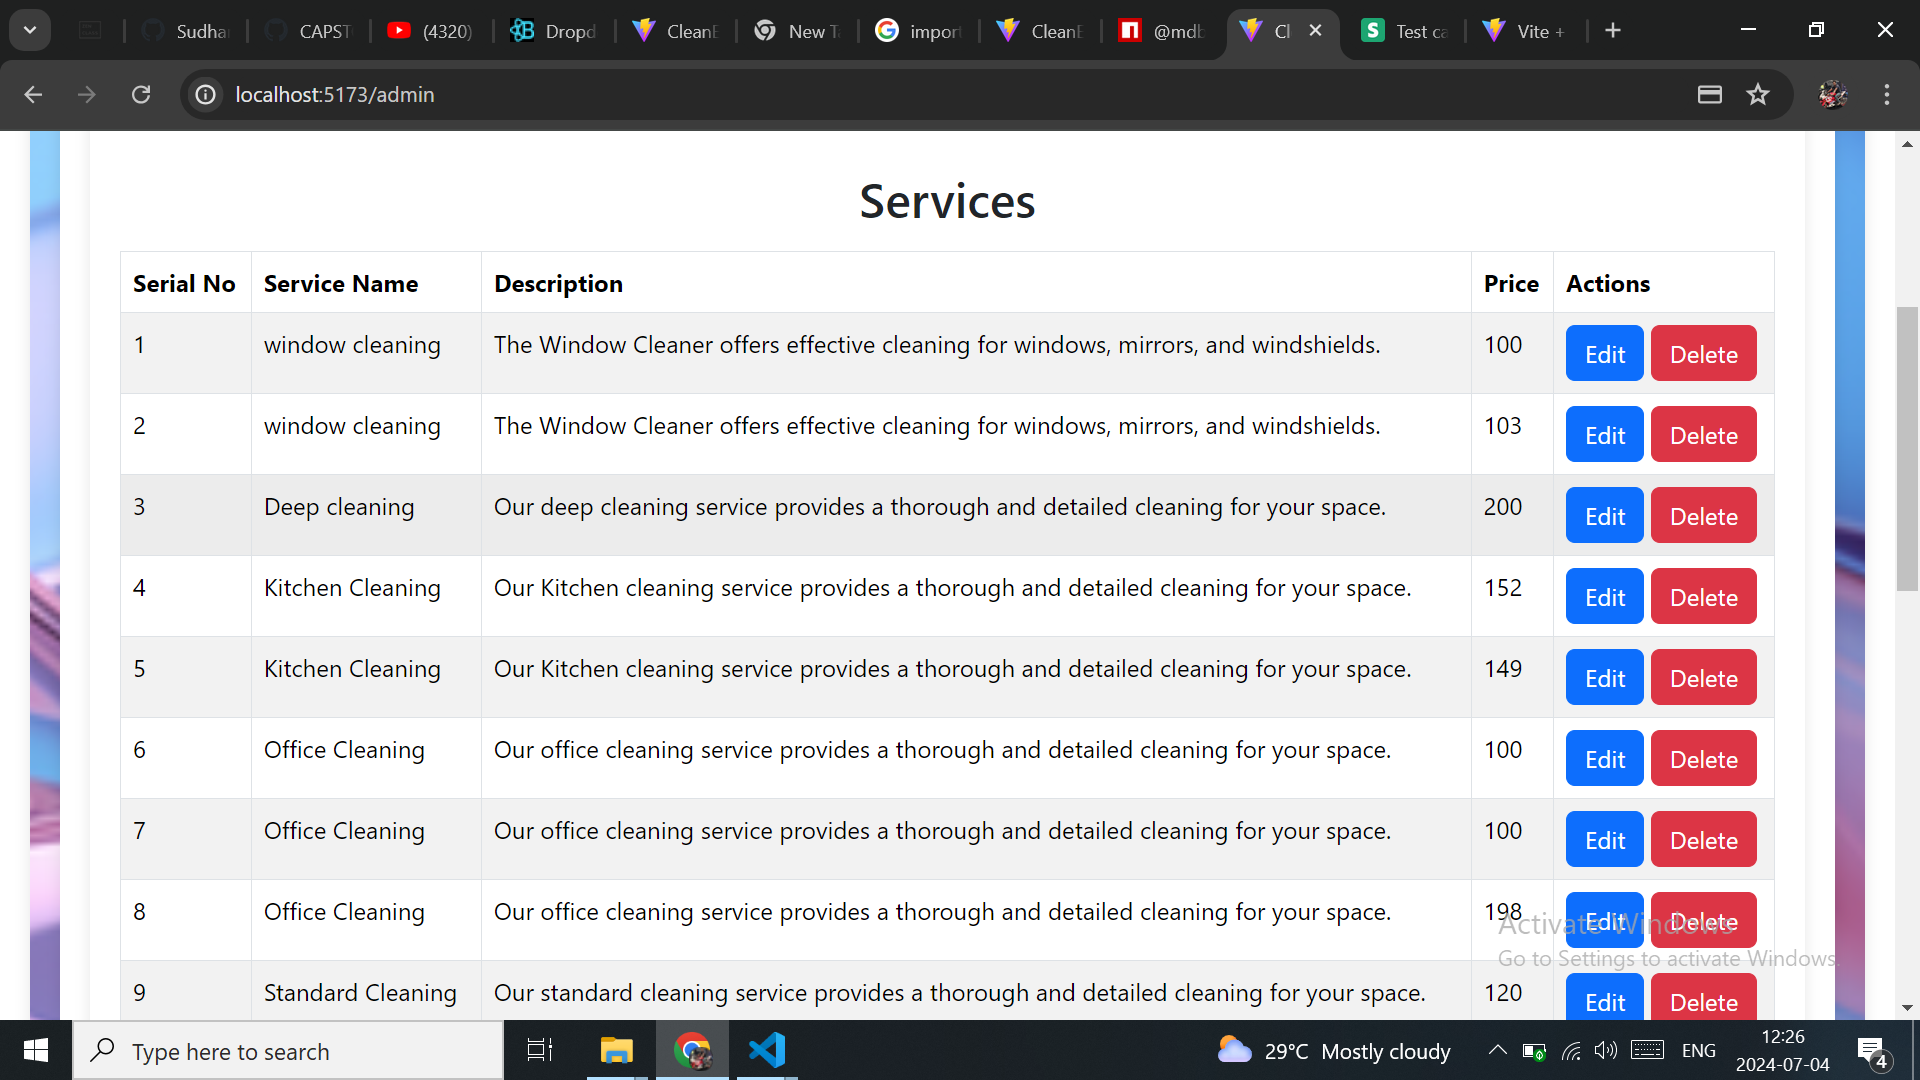 Sudha
CAPST
(4320)
Dropd
CleanE
New T
impor
CleanE
@mdb
Cl
Test ca
Vite +
localhost:5173/admin
Services
Serial No Service Name Description Price Actions
1 window cleaning The Window Cleaner offers effective cleaning for windows, mirrors, and windshields. 100 Edit Delete
2 window cleaning The Window Cleaner offers effective cleaning for windows, mirrors, and windshields. 103 Edit Delete
3 Deep cleaning Our deep cleaning service provides a thorough and detailed cleaning for your space. 200 Edit Delete
4 Kitchen Cleaning Our Kitchen cleaning service provides a thorough and detailed cleaning for your space. 152 Edit Delete
5 Kitchen Cleaning Our Kitchen cleaning service provides a thorough and detailed cleaning for your space. 149 Edit Delete
6 Office Cleaning Our office cleaning service provides a thorough and detailed cleaning for your space. 100 Edit Delete
7 Office Cleaning Our office cleaning service provides a thorough and detailed cleaning for your space. 100 Edit Delete
8 Office Cleaning Our office cleaning service provides a thorough and detailed cleaning for your space. 198 Edit Delete
Activate Windows
Go to Settings to activate Windows.
9 Standard Cleaning Our standard cleaning service provides a thorough and detailed cleaning for your space. 120 Edit Delete
Type here to search
29°C Mostly cloudy
ENG
12:26
2024-07-04
4